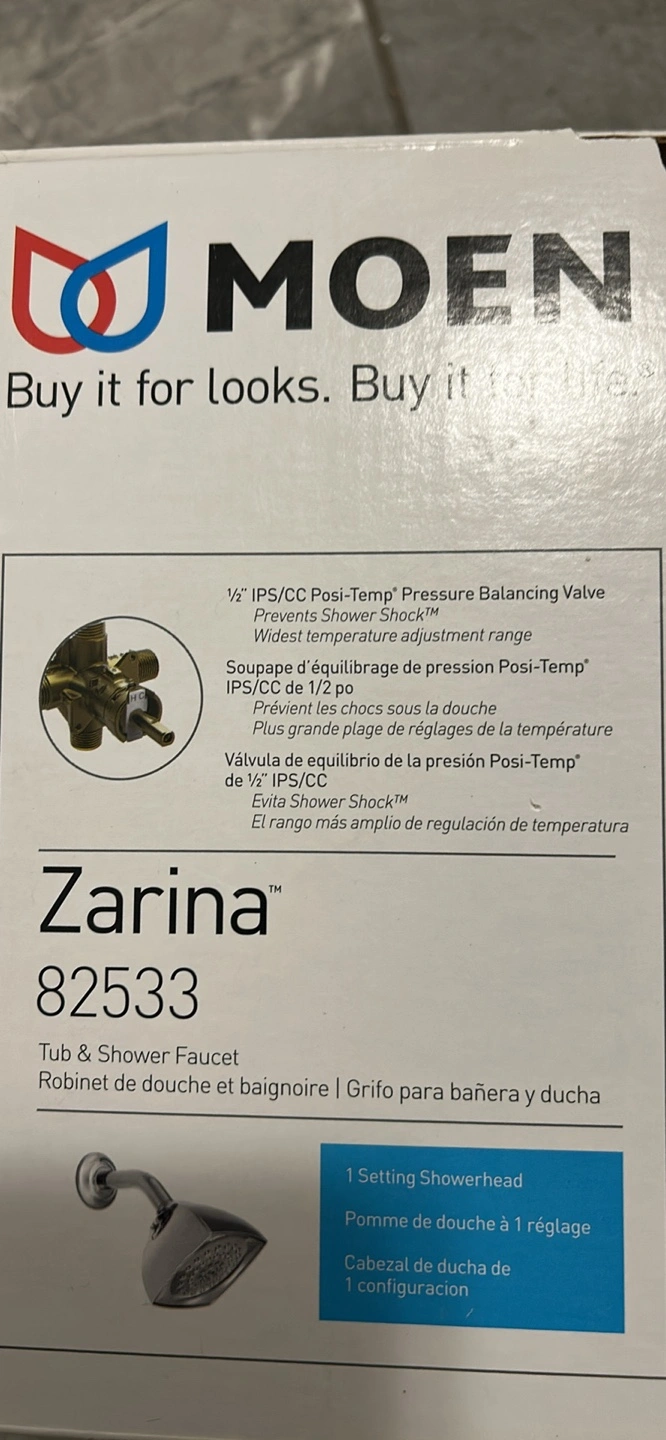 MOEN
Buy it for looks. Buy it for life.®
½" IPS/CC Posi-Temp® Pressure Balancing Valve
Prevents Shower Shock™
Widest temperature adjustment range
Soupape d'équilibrage de pression Posi-Temp®
IPS/CC de 1/2 po
Prévient les chocs sous la douche
Plus grande plage de réglages de la température
Válvula de equilibrio de la presión Posi-Temp®
de ½" IPS/CC
Evita Shower Shock™
El rango más amplio de regulación de temperatura
H C
Zarina™
82533
Tub & Shower Faucet
Robinet de douche et baignoire | Grifo para bañera y ducha
1 Setting Showerhead
Pomme de douche à 1 réglage
Cabezal de ducha de
1 configuracion